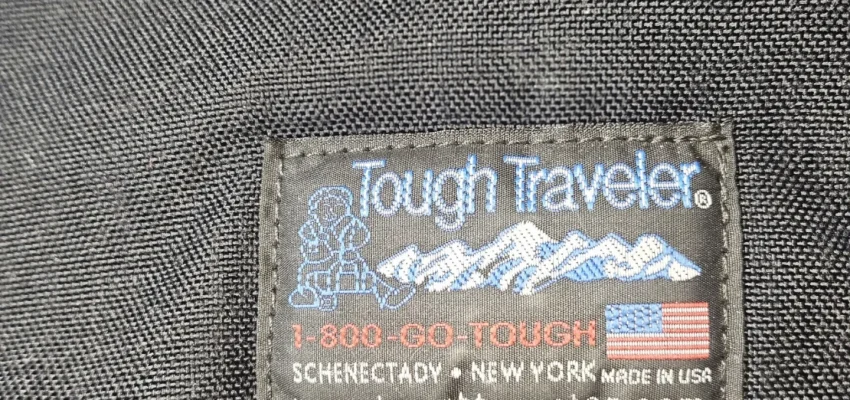 Tough Traveler®
1-800-GO-TOUGH
SCHENECTADY • NEW YORK MADE IN USA